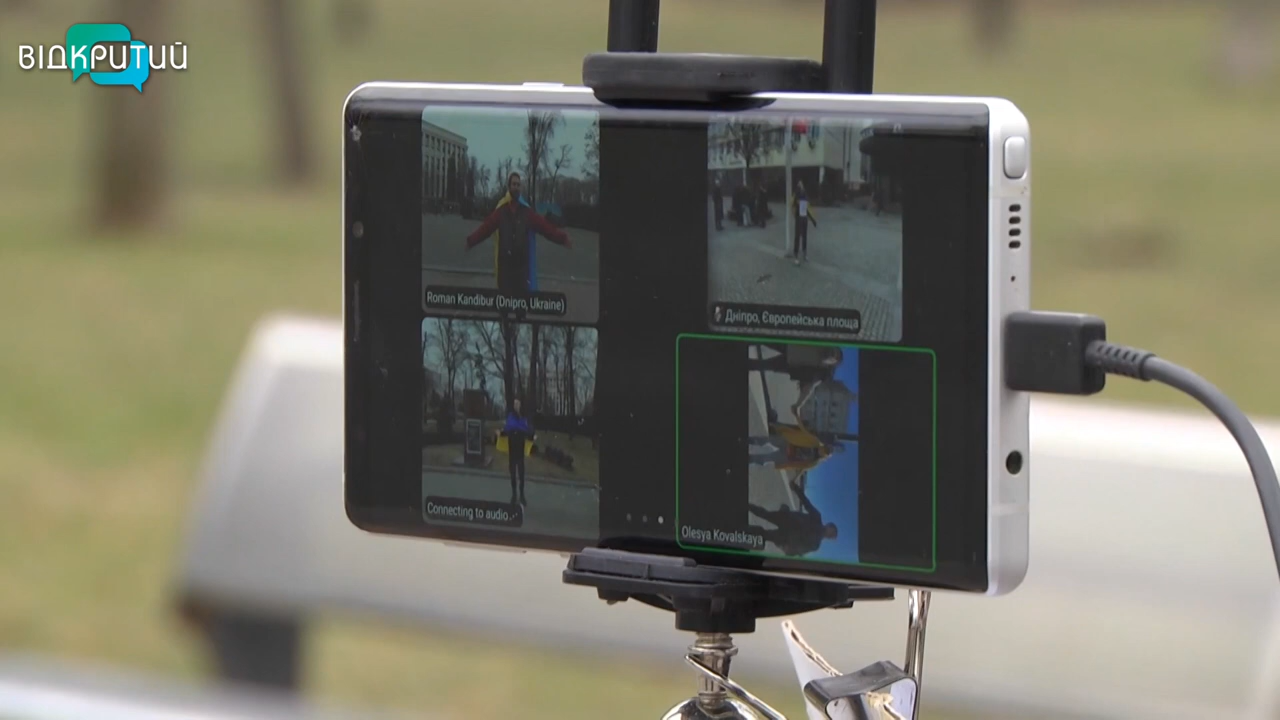 ВІДКРИТИЙ
Roman Kandibur (Dnipro, Ukraine)
Дніпро, Європейська площа
Connecting to audio
Olesya Kovalskaya